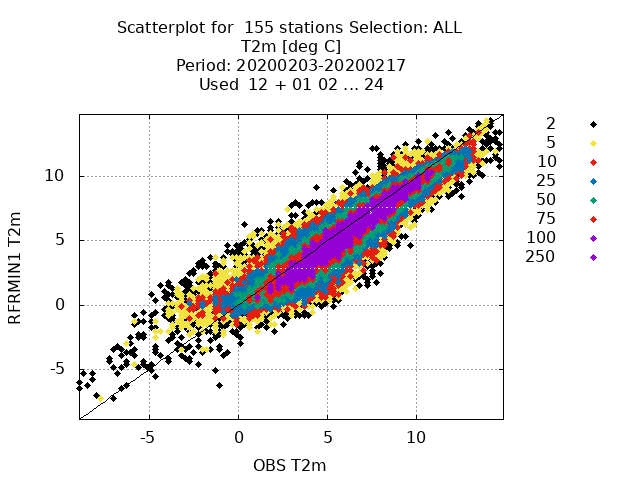 Scatterplot for 155 stations Selection: ALL
T2m [deg C]
Period: 20200203-20200217
Used 12 + 01 02 ... 24
2
5
10
25
50
75
100
250
10
5
0
-5
RFRMIN1 T2m
-5 0 5 10
OBS T2m